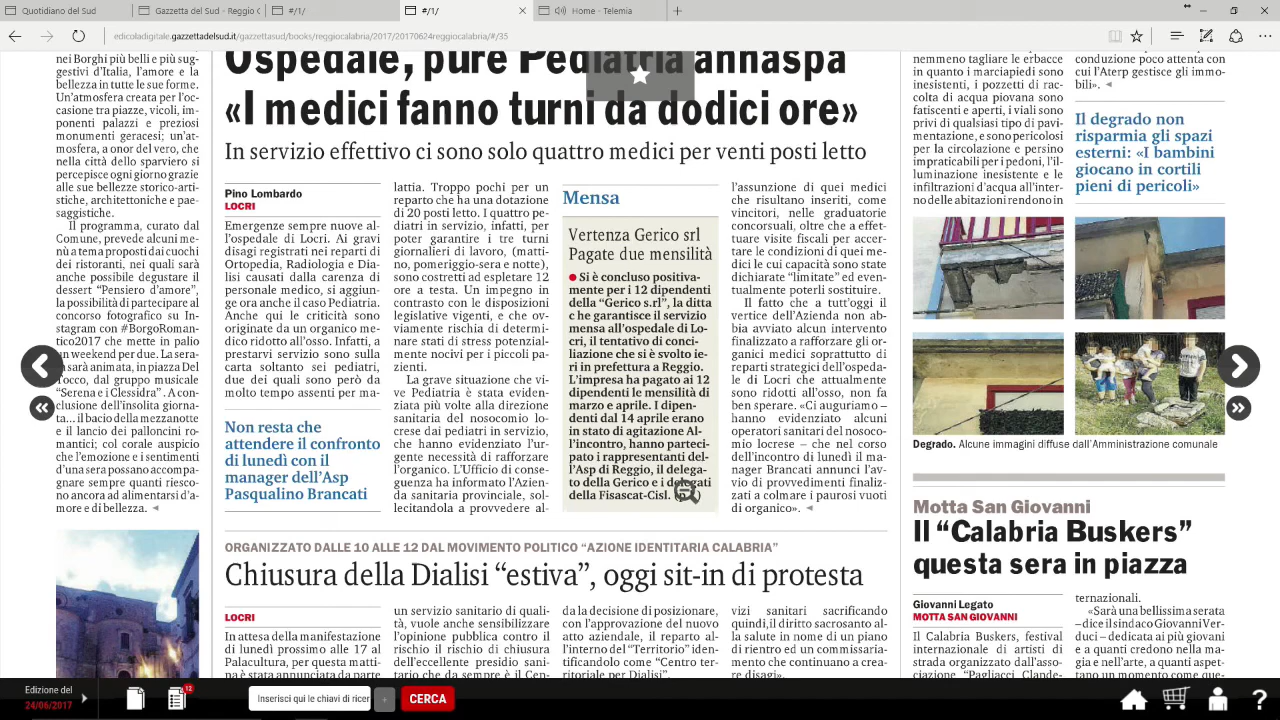 Quotidiano del Sud
Gazzetta del Sud - Reggio C
#/1/
#/1/
Home - Telemia
edicoladigitale.gazzettadelsud.it/gazzettasud/books/reggiocalabria/2017/20170624reggiocalabria/#/35
nei Borghi più belli e più sug-
gestivi d'Italia, l'amore e la
bellezza in tutte le sue forme.
Un'atmosfera creata per l'oc-
casione tra piazze, vicoli, im-
ponenti palazzi e preziosi
monumenti geracesi; un'at-
mosfera, a onor del vero, che
nella città dello sparviero si
percepisce ogni giorno grazie
alle sue bellezze storico-arti-
stiche, architettoniche e pae-
saggistiche.
Il programma, curato dal
Comune, prevede alcuni me-
nù a tema proposti dai cuochi
dei ristoranti, nei quali sarà
anche possibile degustare il
dessert “Pensiero d'amore”,
la possibilità di partecipare al
concorso fotografico su In-
stagram con #BorgoRoman-
tico2017 che mette in palio
un weekend per due. La sera-
sarà animata, in piazza Del
Tocco, dal gruppo musicale
“Serena e i Clessidra”. A con-
clusione dell'insolita giorna-
ta... il bacio della mezzanotte
e il lancio dei palloncini ro-
mantici; col corale auspicio
che l'emozione e i sentimenti
d'una sera possano accompa-
gnare sempre quanti riesco-
no ancora ad alimentarsi d'a-
more e di bellezza.
Ospedale, pure Pediatria annaspa
«I medici fanno turni da dodici ore»
In servizio effettivo ci sono solo quattro medici per venti posti letto
Pino Lombardo
LOCRI
Emergenze sempre nuove al-
l'ospedale di Locri. Ai gravi
disagi registrati nei reparti di
Ortopedia, Radiologia e Dia-
lisi causati dalla carenza di
personale medico, si aggiun-
ge ora anche il caso Pediatria.
Anche qui le criticità sono
originate da un organico me-
dico ridotto all'osso. Infatti, a
prestarvi servizio sono sulla
carta soltanto sei pediatri,
due dei quali sono però da
molto tempo assenti per ma-
Non resta che
attendere il confronto
di lunedì con il
manager dell'Asp
Pasqualino Brancati
lattia. Troppo pochi per un
reparto che ha una dotazione
di 20 posti letto. I quattro pe-
diatri in servizio, infatti, per
poter garantire i tre turni
giornalieri di lavoro, (matti-
no, pomeriggio-sera e notte),
sono costretti ad espletare 12
ore a testa. Un impegno in
contrasto con le disposizioni
legislative vigenti, e che ov-
viamente rischia di determi-
nare stati di stress potenzial-
mente nocivi per i piccoli pa-
zienti.
La grave situazione che vi-
ve Pediatria è stata eviden-
ziata più volte alla direzione
sanitaria del nosocomio lo-
crese dai pediatri in servizio,
che hanno evidenziato l'ur-
gente necessità di rafforzare
l'organico. L'Ufficio di conse-
guenza ha informato l'Azien-
da sanitaria provinciale, sol-
lecitandola a provvedere al-
Mensa
Vertenza Gerico srl
Pagate due mensilità
● Si è concluso positiva-
mente per i 12 dipendenti
della “Gerico s.rl”, la ditta
che garantisce il servizio
mensa all'ospedale di Lo-
cri, il tentativo di conci-
liazione che si è svolto ie-
ri in prefettura a Reggio.
L'impresa ha pagato ai 12
dipendenti le mensilità di
marzo e aprile. I dipen-
denti dal 14 aprile erano
in stato di agitazione Al-
l'incontro, hanno parteci-
pato i rappresentanti del-
l'Asp di Reggio, il delega-
to della Gerico e i delegati
della Fisascat-Cisl.
l'assunzione di quei medici
che risultano inseriti, come
vincitori, nelle graduatorie
concorsuali, oltre che a effet-
tuare visite fiscali per accer-
tare le condizioni di quei me-
dici le cui capacità sono state
dichiarate “limitate” ed even-
tualmente poterli sostituire.
Il fatto che a tutt'oggi il
vertice dell'Azienda non ab-
bia avviato alcun intervento
finalizzato a rafforzare gli or-
ganici medici soprattutto di
reparti strategici dell'ospeda-
le di Locri che attualmente
sono ridotti all'osso, non fa
ben sperare. «Ci auguriamo –
hanno evidenziato alcuni
operatori sanitari del nosoco-
mio locrese – che nel corso
dell'incontro di lunedì il ma-
nager Brancati annunci l'av-
vio di provvedimenti finaliz-
zati a colmare i paurosi vuoti
di organico».
ORGANIZZATO DALLE 10 ALLE 12 DAL MOVIMENTO POLITICO “AZIONE IDENTITARIA CALABRIA”
Chiusura della Dialisi “estiva”, oggi sit-in di protesta
LOCRI
In attesa della manifestazione
di lunedì prossimo alle 17 al
Palacultura, per questa matti-
na è stata annunciata da parte
un servizio sanitario di quali-
tà, vuole anche sensibilizzare
l'opinione pubblica contro il
rischio il rischio di chiusura
dell'eccellente presidio sani-
tario che da sempre è il Cen-
da la decisione di posizionare,
con l'approvazione del nuovo
atto aziendale, il reparto al-
l'interno del “Territorio” iden-
tificandolo come “Centro ter-
ritoriale per Dialisi”.
vizi sanitari sacrificando
quindi,il diritto sacrosanto al-
la salute in nome di un piano
di rientro ed un commissaria-
mento che continuano a crea-
re disagi».
nemmeno tagliare le erbacce
in quanto i marciapiedi sono
inesistenti, i pozzetti di rac-
colta di acqua piovana sono
fatiscenti e aperti, i viali sono
privi di qualsiasi tipo di pavi-
mentazione, e sono pericolosi
per la circolazione e persino
impraticabili per i pedoni, l'il-
luminazione inesistente e le
infiltrazioni d'acqua all'inter-
no delle abitazioni rendono in
conduzione poco attenta con
cui l'Aterp gestisce gli immo-
bili».
Il degrado non
risparmia gli spazi
esterni: «I bambini
giocano in cortili
pieni di pericoli»
Degrado. Alcune immagini diffuse dall'Amministrazione comunale
Motta San Giovanni
Il “Calabria Buskers”
questa sera in piazza
Giovanni Legato
MOTTA SAN GIOVANNI
Il Calabria Buskers, festival
internazionale di artisti di
strada organizzato dall'asso-
ciazione “Pagliacci Clande-
ternazionali.
«Sarà una bellissima serata
– dice il sindaco Giovanni Ver-
duci – dedicata ai più giovani
e a quanti credono nella ma-
gia e nell'arte, a quanti aspet-
tano un momento come que-
Edizione del
24/06/2017
12
Inserisci qui le chiavi di ricer
+
CERCA
?